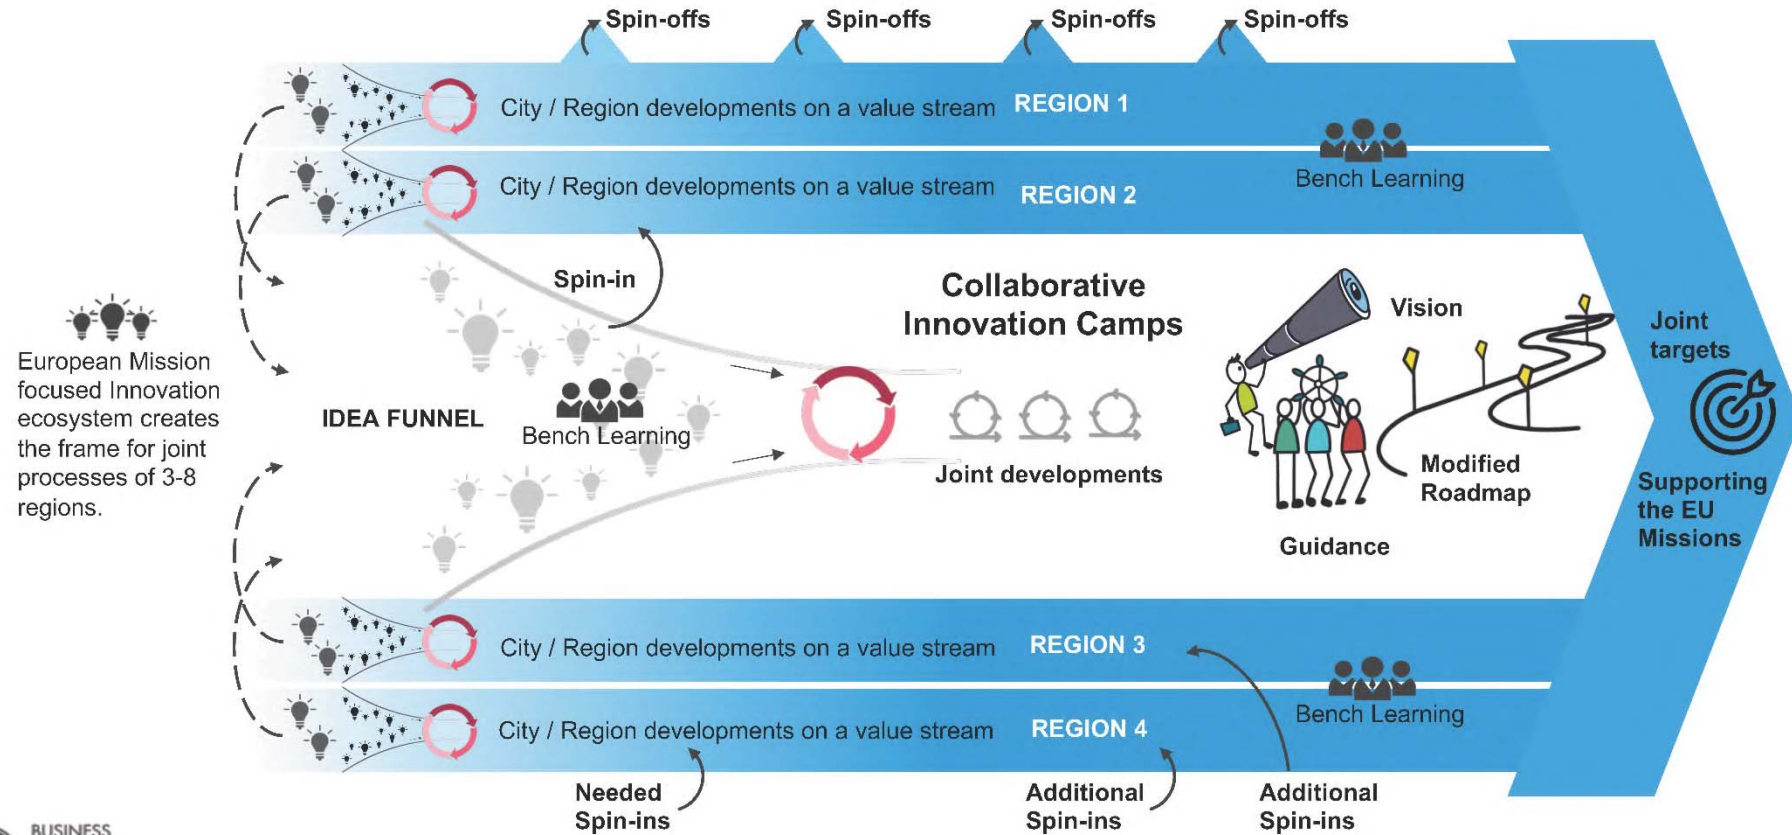 Spin-offs
Spin-offs
Spin-offs
Spin-offs
City / Region developments on a value stream REGION 1
Bench Learning
City / Region developments on a value stream REGION 2
Spin-in
Collaborative
Innovation Camps
Vision
Joint
targets
European Mission
focused Innovation
ecosystem creates
the frame for joint
processes of 3-8
regions.
IDEA FUNNEL
Bench Learning
Joint developments
Modified
Roadmap
Guidance
Supporting
the EU
Missions
City / Region developments on a value stream REGION 3
Bench Learning
City / Region developments on a value stream REGION 4
Needed
Spin-ins
Additional
Spin-ins
Additional
Spin-ins
BUSINESS